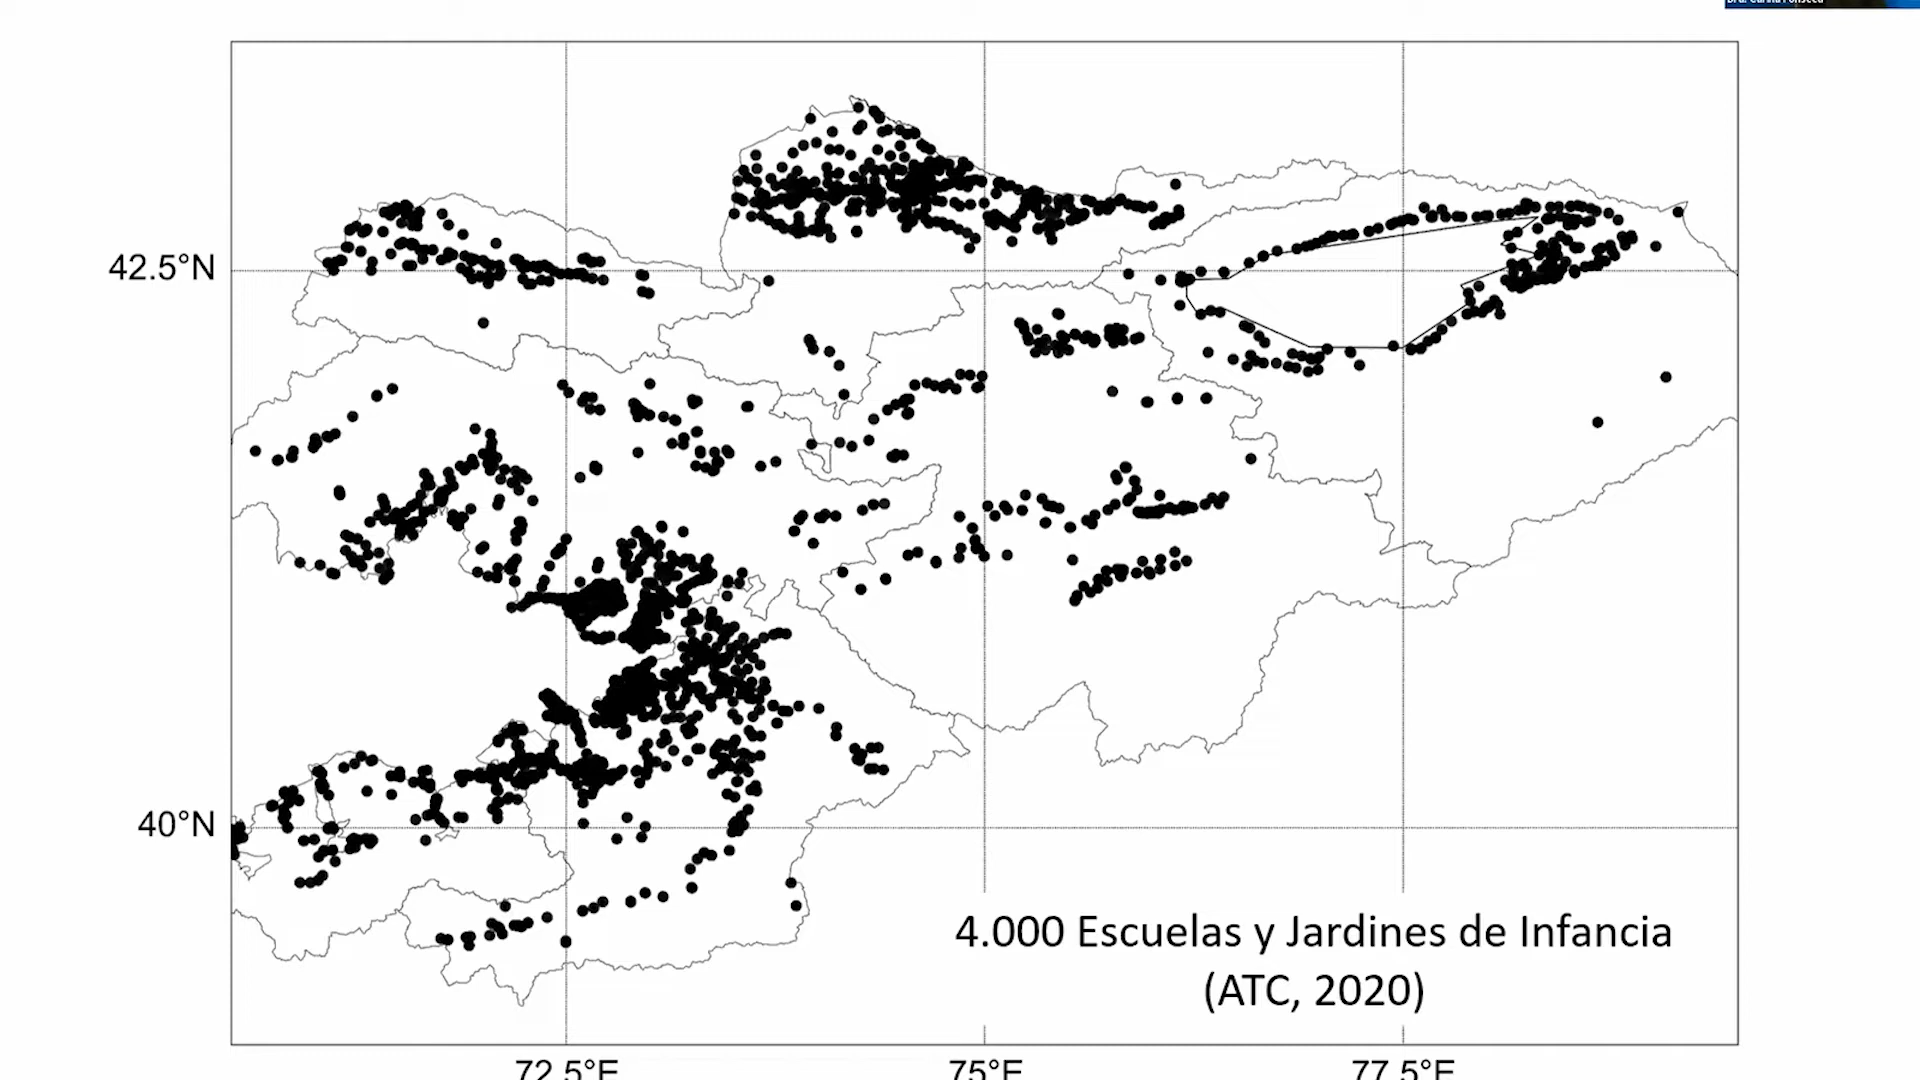 42.5°N
40°N
4.000 Escuelas y Jardines de Infancia
(ATC, 2020)
72.5°E
75°E
77.5°E